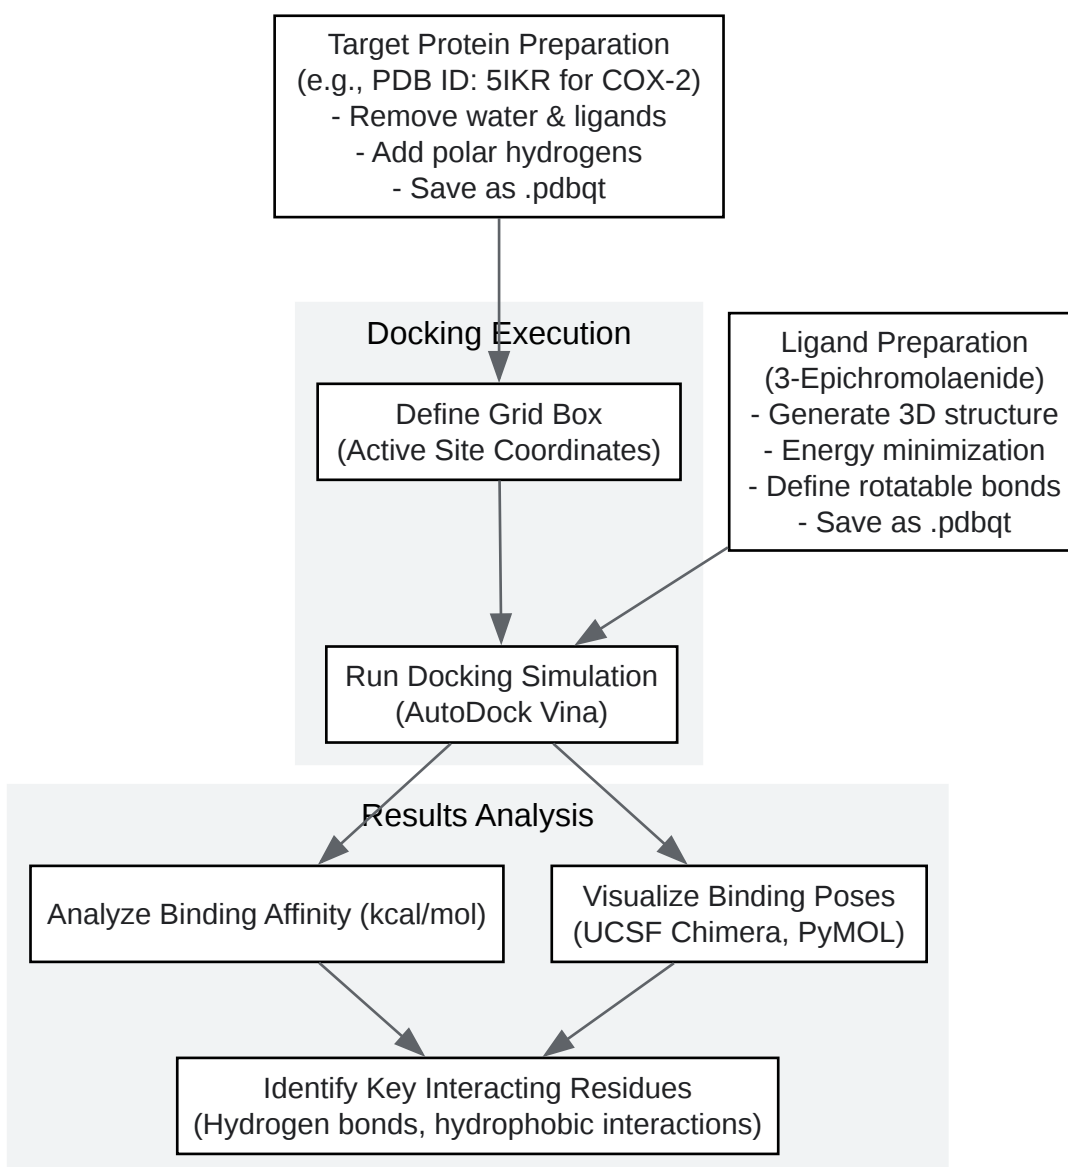 Target Protein Preparation
(e.g., PDB ID: 5IKR for COX-2)
- Remove water & ligands
- Add polar hydrogens
- Save as .pdbqt
Docking Execution
Define Grid Box
(Active Site Coordinates)
Ligand Preparation
(3-Epichromolaenide)
- Generate 3D structure
- Energy minimization
- Define rotatable bonds
- Save as .pdbqt
Run Docking Simulation
(AutoDock Vina)
Results Analysis
Analyze Binding Affinity (kcal/mol)
Visualize Binding Poses
(UCSF Chimera, PyMOL)
Identify Key Interacting Residues
(Hydrogen bonds, hydrophobic interactions)